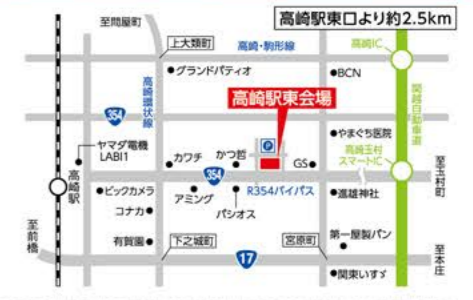 高崎駅東口より約2.5km
至問屋町
上大類町
高崎・駒形線
高崎IC
グランドパティオ
BCN
高崎環状線
関越自動車道
高崎駅東会場
354
P
ヤマダ電機
LABI1
やまぐち医院
カワチ
かつ哲
GS
高崎玉村
スマートIC
至玉村町
354
高崎駅
ビックカメラ
アミング
パシオス
R354バイパス
進雄神社
コナカ
至前橋
有賀園
下之城町
17
宮原町
第一屋製パン
関東いすゞ
至本庄